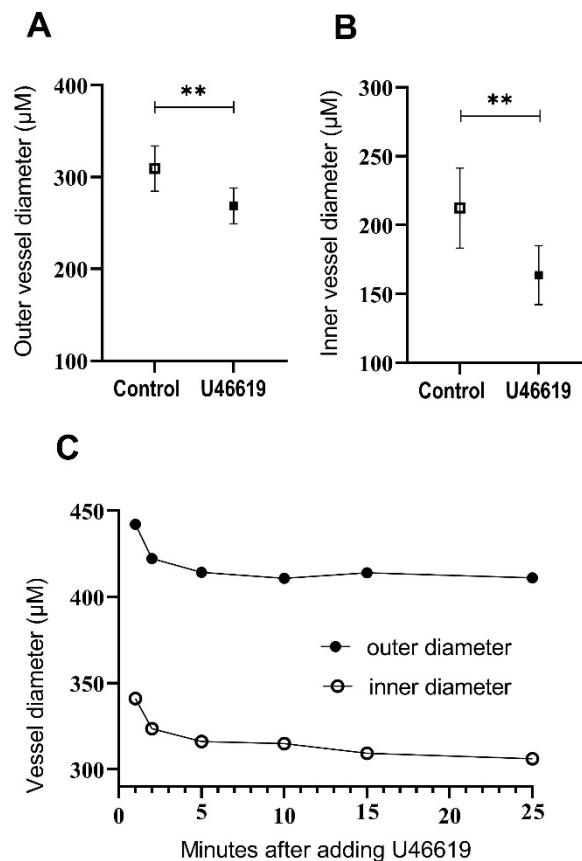 A
Outer vessel diameter (µM)
400
300
200
100
**
Control U46619
B
Inner vessel diameter (µM)
300
250
200
150
100
**
Control U46619
C
Vessel diameter (µM)
450
400
350
300
outer diameter
inner diameter
0 5 10 15 20 25
Minutes after adding U46619